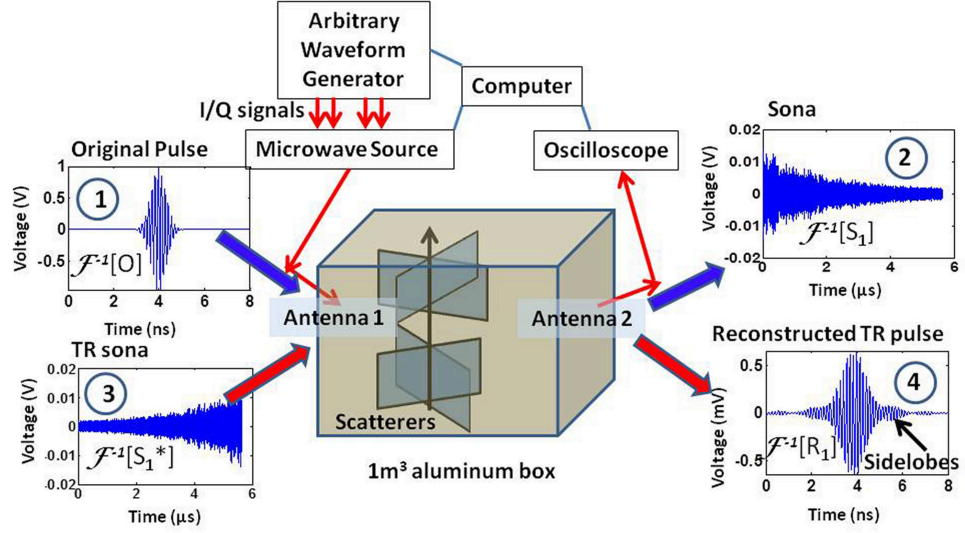 Arbitrary
Waveform
Generator
Computer
I/Q signals
Microwave Source
Oscilloscope
Original Pulse
1
Voltage (V)
1
0.5
0
-0.5
ℱ⁻¹[O]
0 2 4 6 8
Time (ns)
Sona
2
Voltage (V)
0.02
0.01
0
-0.01
-0.02
ℱ⁻¹[S₁]
0 2 4 6
Time (μs)
Antenna 1
Antenna 2
Scatterers
1m³ aluminum box
TR sona
3
Voltage (V)
0.02
0.01
0
-0.01
-0.02
ℱ⁻¹[S₁*]
0 2 4 6
Time (μs)
Reconstructed TR pulse
4
Voltage (mV)
0.5
0
-0.5
ℱ⁻¹[R₁]
Sidelobes
0 2 4 6 8
Time (ns)